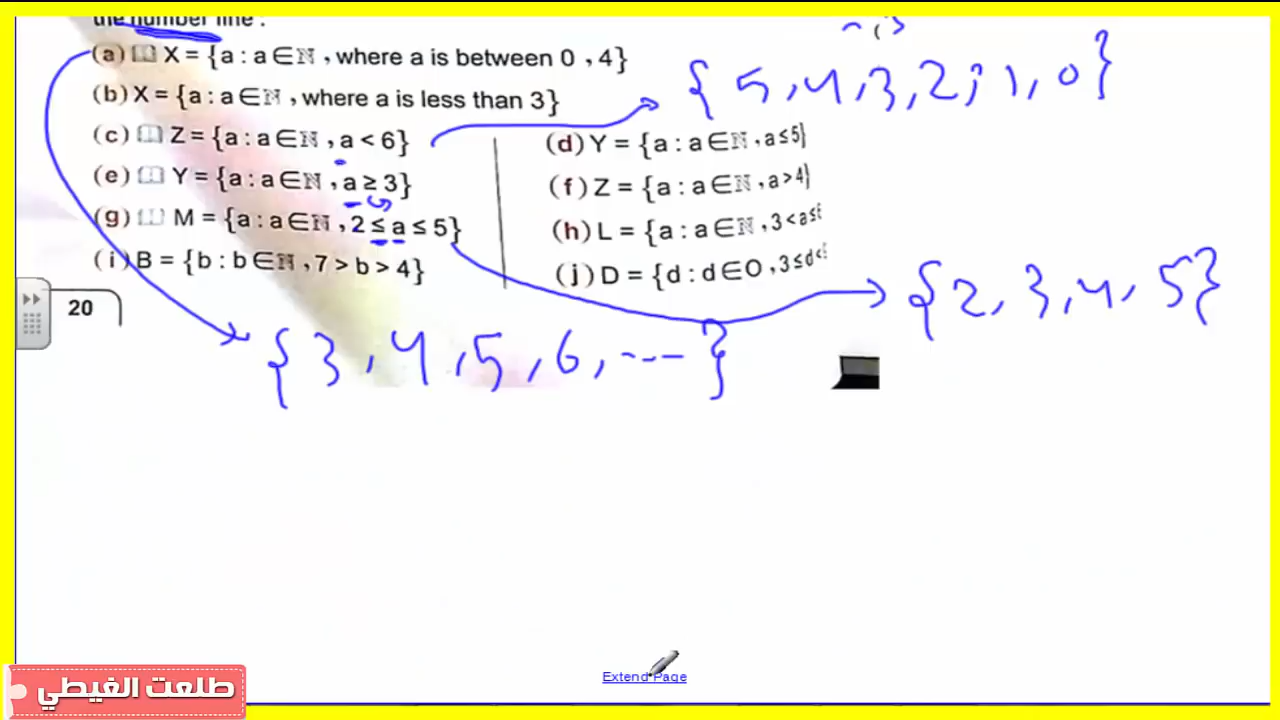 the number line :
(a) X = {a : a ∈ ℕ , where a is between 0 , 4}
{5 , 4 , 3 , 2 , 1 , 0}
(b) X = {a : a ∈ ℕ , where a is less than 3}
(c) Z = {a : a ∈ ℕ , a < 6}
(d) Y = {a : a ∈ ℕ , a ≤ 5}
(e) Y = {a : a ∈ ℕ , a ≥ 3}
(f) Z = {a : a ∈ ℕ , a > 4}
(g) M = {a : a ∈ ℕ , 2 ≤ a ≤ 5}
(h) L = {a : a ∈ ℕ , 3 < a ≤
(i) B = {b : b ∈ ℕ , 7 > b > 4}
(j) D = {d : d ∈ O , 3 ≤ d <
{2 , 3 , 4 , 5}
20
{3 , 4 , 5 , 6 , ---}
Extend Page
طلعت الغيطي